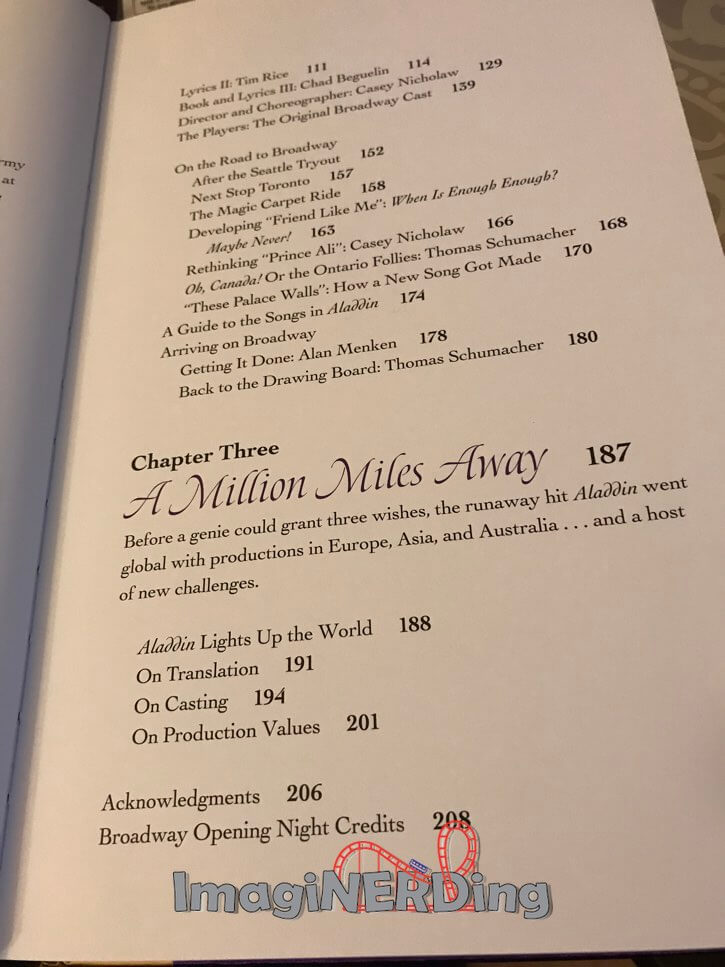 rmy
at
Lyrics II: Tim Rice 111
Book and Lyrics III: Chad Beguelin 114
Director and Choreographer: Casey Nicholaw 129
The Players: The Original Broadway Cast 139
On the Road to Broadway
After the Seattle Tryout 152
Next Stop Toronto 157
The Magic Carpet Ride 158
Developing "Friend Like Me": When Is Enough Enough?
Maybe Never! 163
Rethinking "Prince Ali": Casey Nicholaw 166
Oh, Canada! Or the Ontario Follies: Thomas Schumacher 168
"These Palace Walls": How a New Song Got Made 170
A Guide to the Songs in Aladdin 174
Arriving on Broadway
Getting It Done: Alan Menken 178
Back to the Drawing Board: Thomas Schumacher 180
Chapter Three
A Million Miles Away 187
Before a genie could grant three wishes, the runaway hit Aladdin went
global with productions in Europe, Asia, and Australia . . . and a host
of new challenges.
Aladdin Lights Up the World 188
On Translation 191
On Casting 194
On Production Values 201
Acknowledgments 206
Broadway Opening Night Credits 208
ImagiNERDing